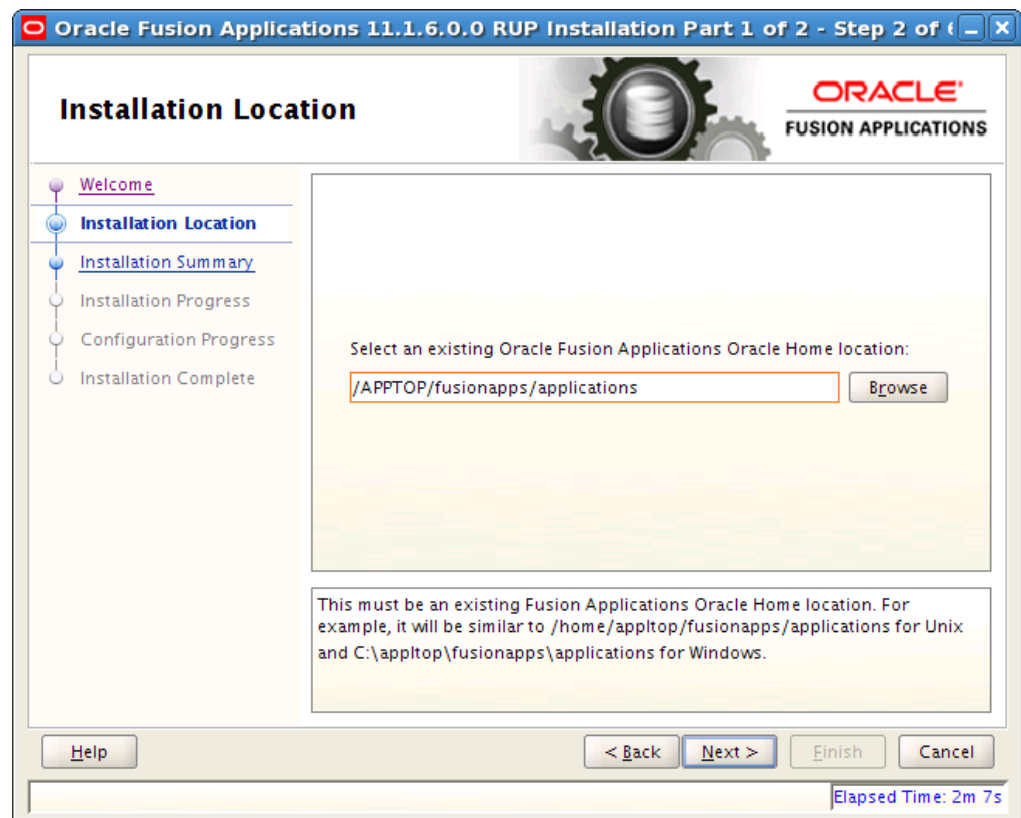 Oracle Fusion Applications 11.1.6.0.0 RUP Installation Part 1 of 2 - Step 2 of
Installation Location
ORACLE
FUSION APPLICATIONS
Welcome
Installation Location
Installation Summary
Installation Progress
Configuration Progress
Installation Complete
Select an existing Oracle Fusion Applications Oracle Home location:
/APPTOP/fusionapps/applications
Browse
This must be an existing Fusion Applications Oracle Home location. For
example, it will be similar to /home/appltop/fusionapps/applications for Unix
and C:\appltop\fusionapps\applications for Windows.
Help
< Back
Next >
Finish
Cancel
Elapsed Time: 2m 7s